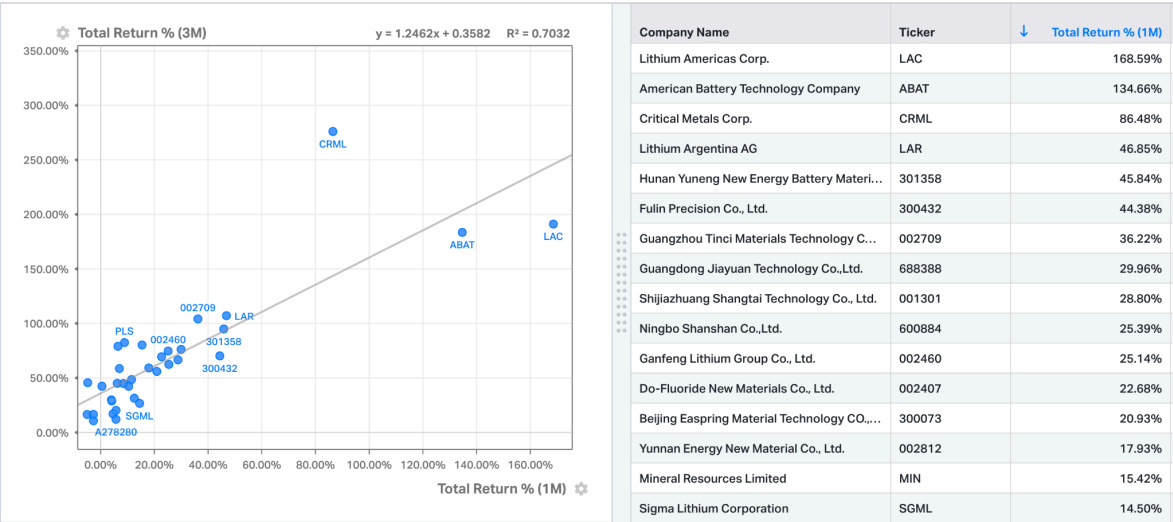 Total Return % (3M)
y = 1.2462x + 0.3582 R² = 0.7032
350.00%
300.00%
250.00%
200.00%
150.00%
100.00%
50.00%
0.00%
CRML
LAC
ABAT
002709
LAR
PLS
002460
301358
300432
SGML
A278280
0.00% 20.00% 40.00% 60.00% 80.00% 100.00% 120.00% 140.00% 160.00%
Total Return % (1M)
Company Name Ticker ↓ Total Return % (1M)
Lithium Americas Corp. LAC 168.59%
American Battery Technology Company ABAT 134.66%
Critical Metals Corp. CRML 86.48%
Lithium Argentina AG LAR 46.85%
Hunan Yuneng New Energy Battery Materi... 301358 45.84%
Fulin Precision Co., Ltd. 300432 44.38%
Guangzhou Tinci Materials Technology C... 002709 36.22%
Guangdong Jiayuan Technology Co.,Ltd. 688388 29.96%
Shijiazhuang Shangtai Technology Co., Ltd. 001301 28.80%
Ningbo Shanshan Co.,Ltd. 600884 25.39%
Ganfeng Lithium Group Co., Ltd. 002460 25.14%
Do-Fluoride New Materials Co., Ltd. 002407 22.68%
Beijing Easpring Material Technology CO.,... 300073 20.93%
Yunnan Energy New Material Co., Ltd. 002812 17.93%
Mineral Resources Limited MIN 15.42%
Sigma Lithium Corporation SGML 14.50%